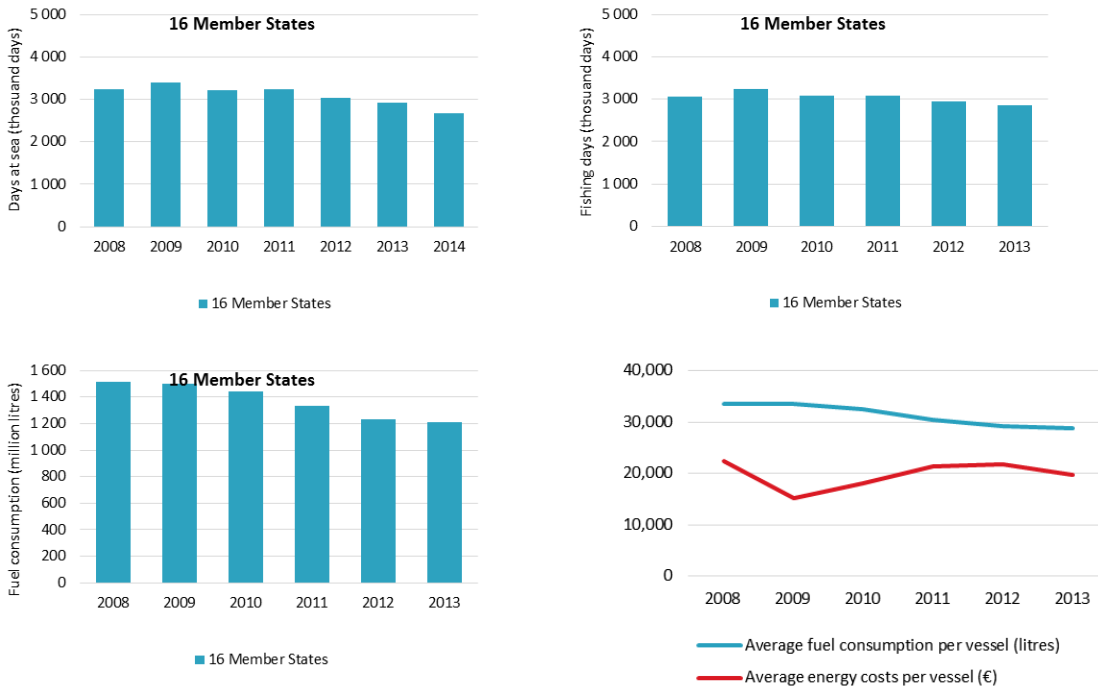 16 Member States
Days at sea (thosuand days)
5 000
4 000
3 000
2 000
1 000
0
2008 2009 2010 2011 2012 2013 2014
16 Member States
16 Member States
Fishing days (thousand days)
5 000
4 000
3 000
2 000
1 000
0
2008 2009 2010 2011 2012 2013
16 Member States
16 Member States
Fuel consumption (million litres)
1 600
1 400
1 200
1 000
800
600
400
200
0
2008 2009 2010 2011 2012 2013
16 Member States
40,000
30,000
20,000
10,000
0
2008 2009 2010 2011 2012 2013
Average fuel consumption per vessel (litres)
Average energy costs per vessel (€)